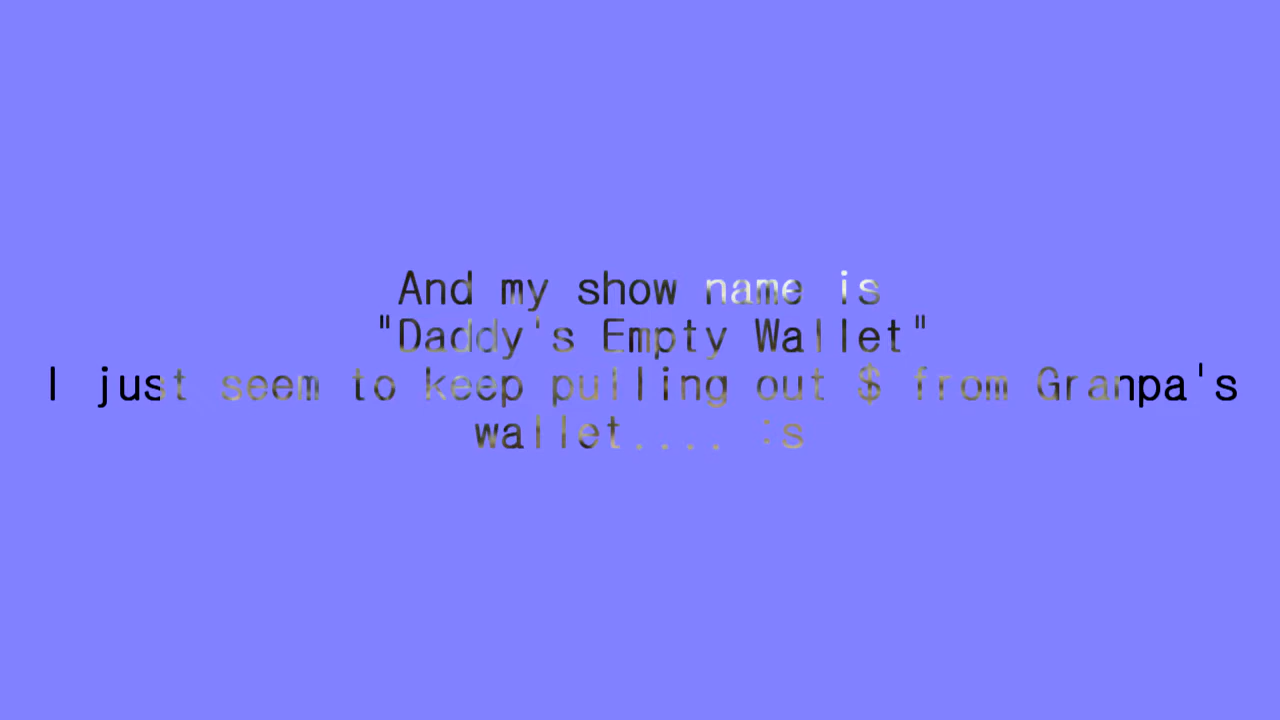 And my show name is
"Daddy's Empty Wallet"
I just seem to keep pulling out $ from Granpa's
wallet.... :s